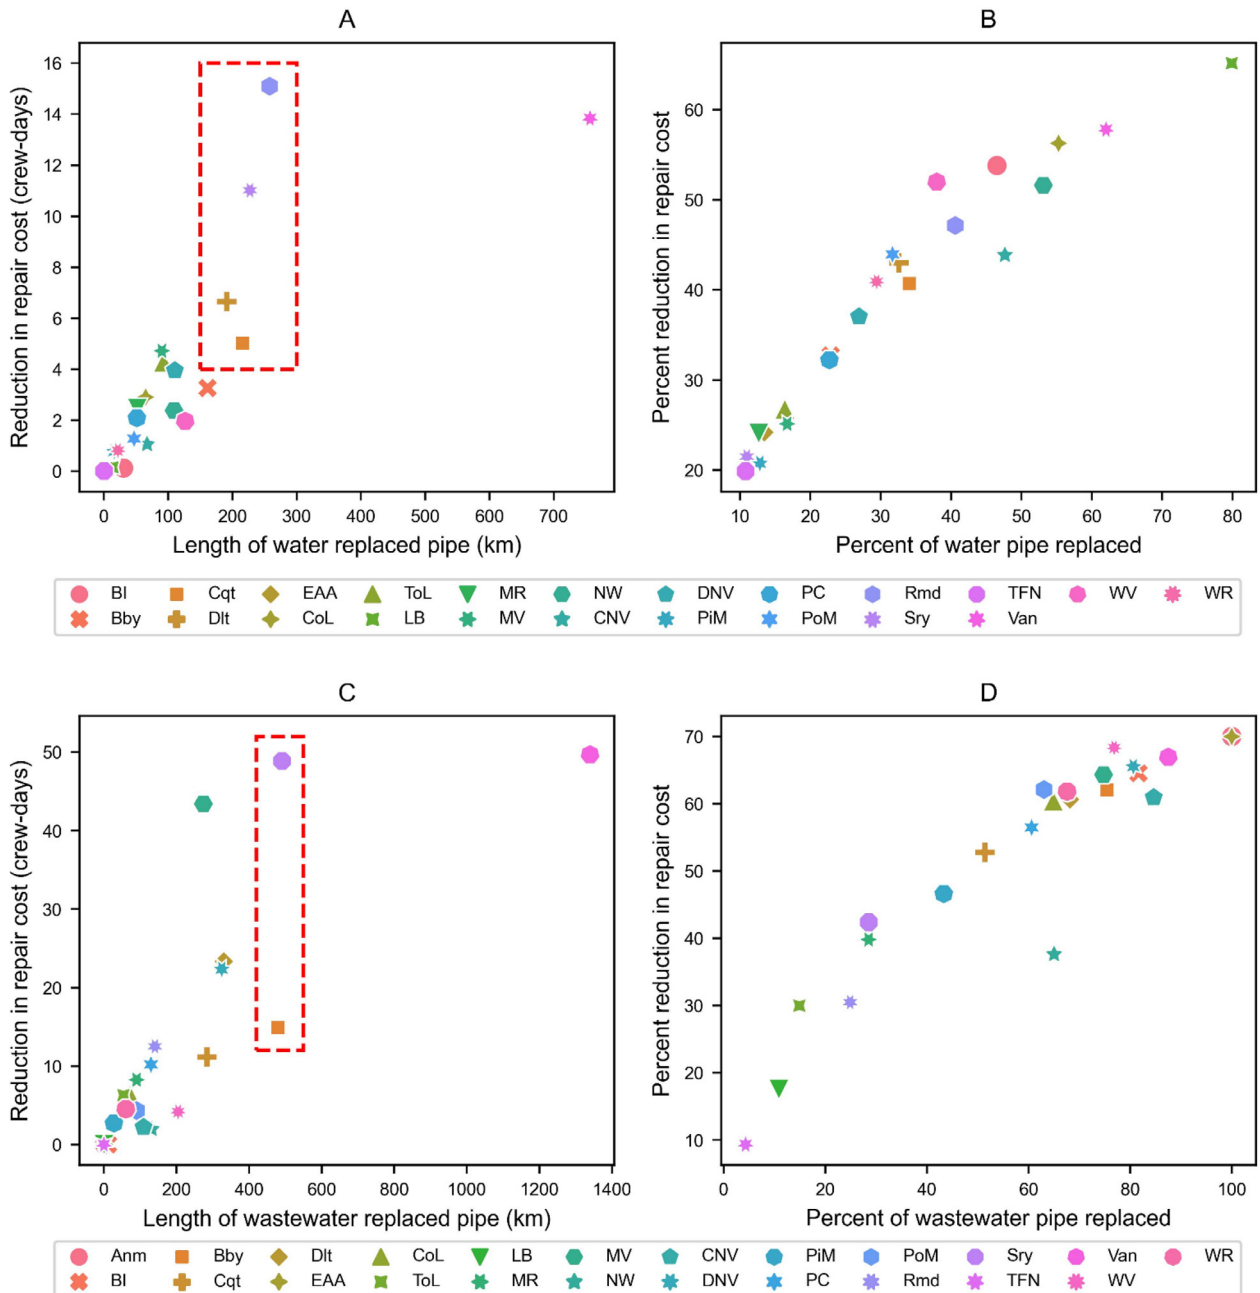 A
B
Reduction in repair cost (crew-days)
16
14
12
10
8
6
4
2
0
0 100 200 300 400 500 600 700
Length of water replaced pipe (km)
Percent reduction in repair cost
60
50
40
30
20
10 20 30 40 50 60 70 80
Percent of water pipe replaced
BI Cqt EAA ToL MR NW DNV PC Rmd TFN WV WR
Bby Dlt CoL LB MV CNV PiM PoM Sry Van
C
D
Reduction in repair cost (crew-days)
50
40
30
20
10
0
0 200 400 600 800 1000 1200 1400
Length of wastewater replaced pipe (km)
Percent reduction in repair cost
70
60
50
40
30
20
10
0 20 40 60 80 100
Percent of wastewater pipe replaced
Anm Bby Dlt CoL LB MV CNV PiM PoM Sry Van WR
BI Cqt EAA ToL MR NW DNV PC Rmd TFN WV